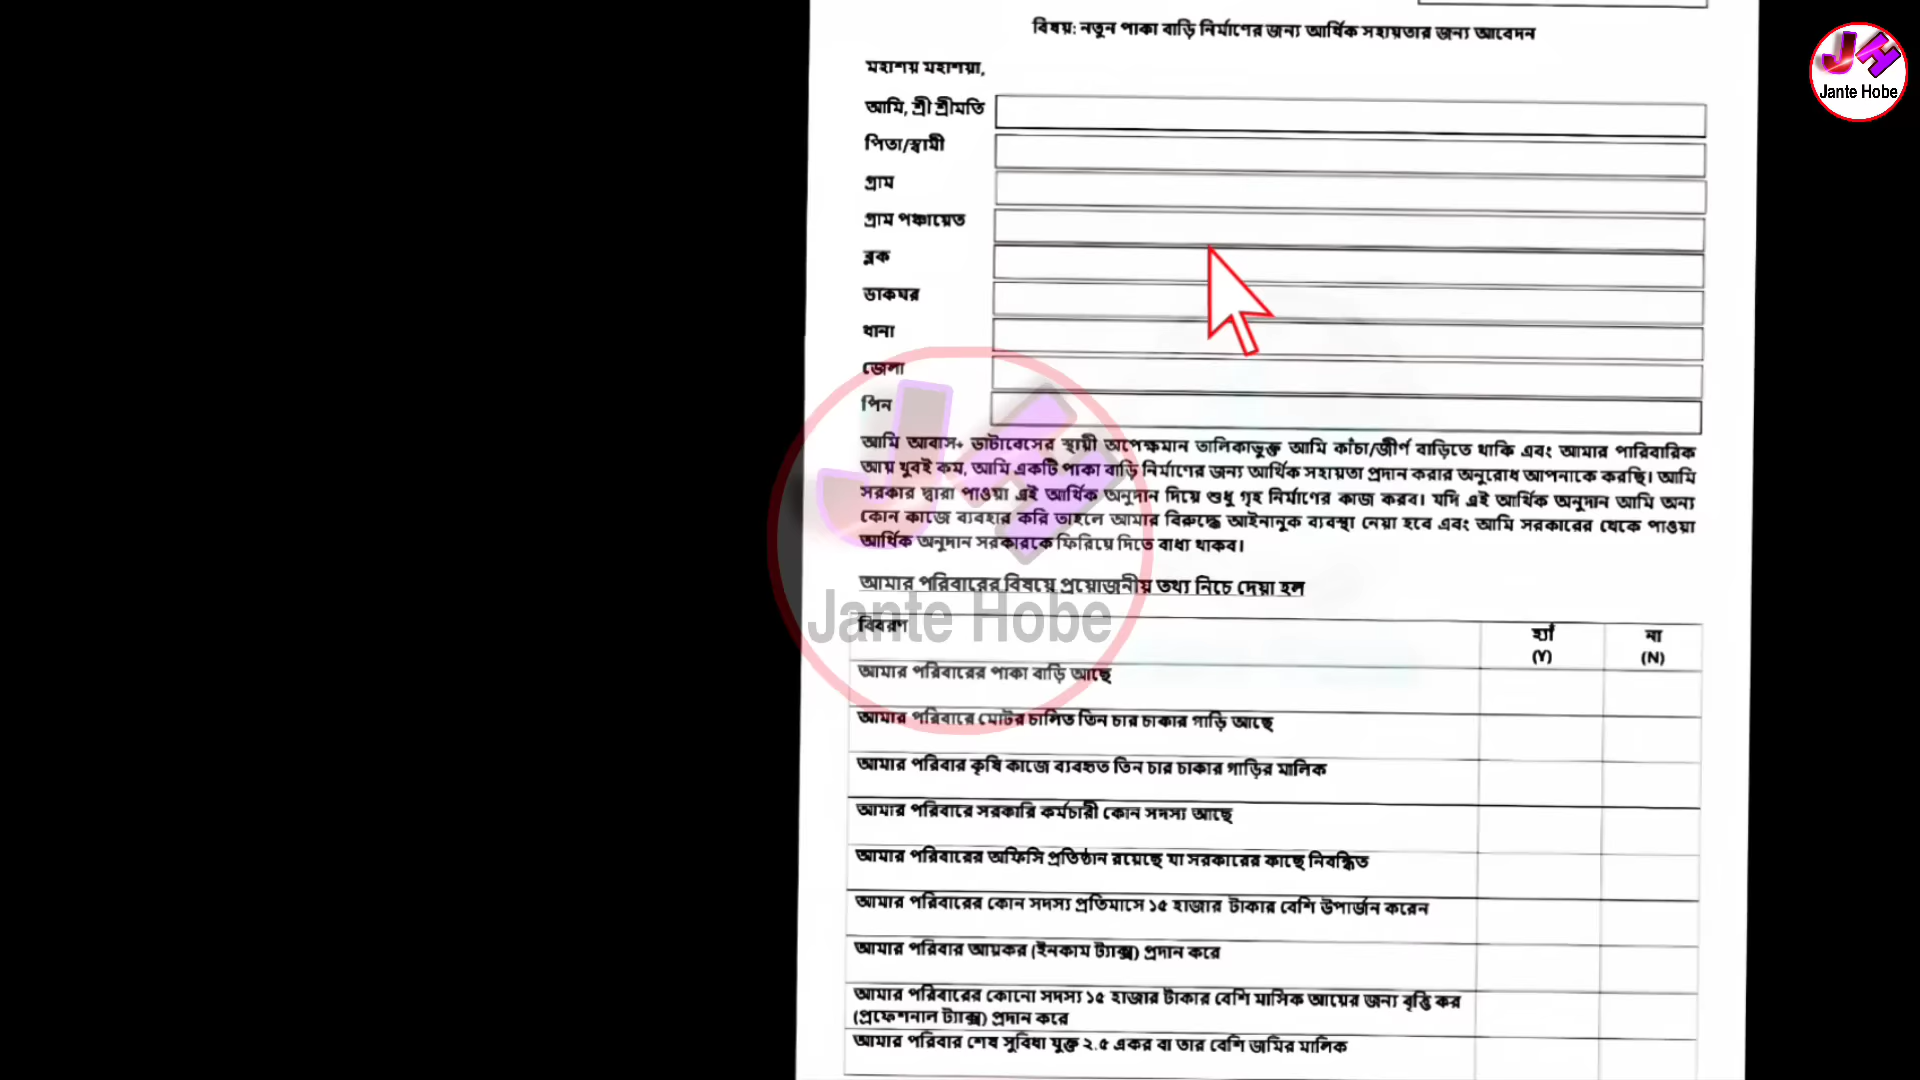 বিষয়: নতুন পাকা বাড়ি নির্মাণের জন্য আর্থিক সহায়তার জন্য আবেদন
মহাশয় মহাশয়া,
আমি, শ্রী শ্রীমতি
পিতা/স্বামী
গ্রাম
গ্রাম পঞ্চায়েত
ব্লক
ডাকঘর
থানা
জেলা
পিন
আমি আবাস+ ডাটাবেসের স্থায়ী অপেক্ষমান তালিকাভুক্ত আমি কাঁচা/জীর্ণ বাড়িতে থাকি এবং আমার পারিবারিক
আয় খুবই কম, আমি একটি পাকা বাড়ি নির্মাণের জন্য আর্থিক সহায়তা প্রদান করার অনুরোধ আপনাকে করছি। আমি
সরকার দ্বারা পাওয়া এই আর্থিক অনুদান দিয়ে শুধু গৃহ নির্মাণের কাজ করব। যদি এই আর্থিক অনুদান আমি অন্য
কোন কাজে ব্যবহার করি তাহলে আমার বিরুদ্ধে আইনানুক ব্যবস্থা নেয়া হবে এবং আমি সরকারের থেকে পাওয়া
আর্থিক অনুদান সরকারকে ফিরিয়ে দিতে বাধ্য থাকব।
আমার পরিবারের বিষয়ে প্রয়োজনীয় তথ্য নিচে দেয়া হল
বিবরণ হ্যাঁ (Y) না (N)
আমার পরিবারের পাকা বাড়ি আছে
আমার পরিবারে মোটর চালিত তিন চার চাকার গাড়ি আছে
আমার পরিবার কৃষি কাজে ব্যবহৃত তিন চার চাকার গাড়ির মালিক
আমার পরিবারে সরকারি কর্মচারী কোন সদস্য আছে
আমার পরিবারের অফিসি প্রতিষ্ঠান রয়েছে যা সরকারের কাছে নিবন্ধিত
আমার পরিবারের কোন সদস্য প্রতিমাসে ১৫ হাজার টাকার বেশি উপার্জন করেন
আমার পরিবার আয়কর (ইনকাম ট্যাক্স) প্রদান করে
আমার পরিবারের কোনো সদস্য ১৫ হাজার টাকার বেশি মাসিক আয়ের জন্য বৃত্তি কর
(প্রফেশনাল ট্যাক্স) প্রদান করে
আমার পরিবার শেষ সুবিধা যুক্ত ২.৫ একর বা তার বেশি জমির মালিক
JH
Jante Hobe
JH
Jante Hobe